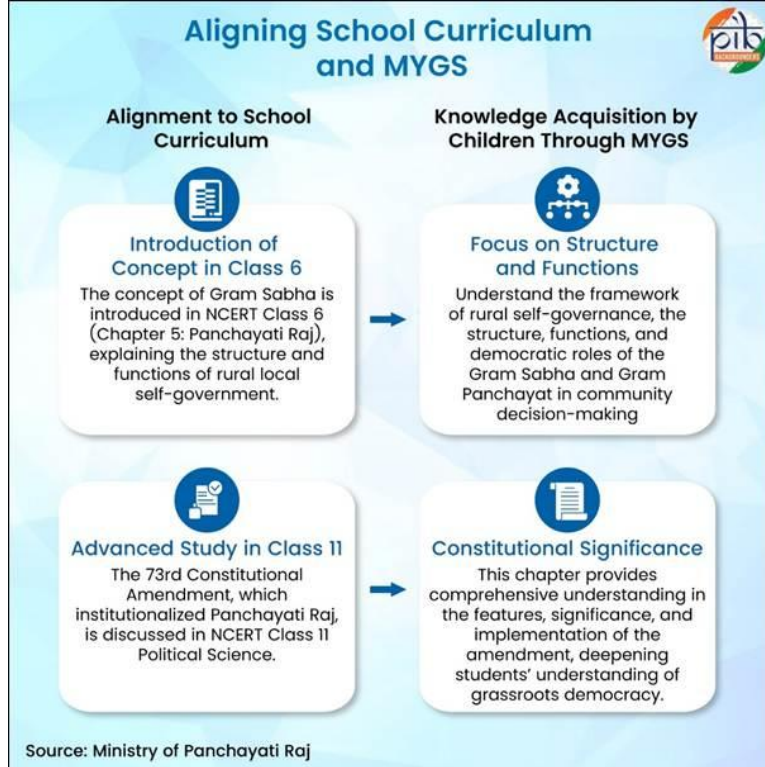 Aligning School Curriculum
and MYGS
pib
BACKGROUNDERS
Alignment to School
Curriculum
Knowledge Acquisition by
Children Through MYGS
Introduction of
Concept in Class 6
The concept of Gram Sabha is
introduced in NCERT Class 6
(Chapter 5: Panchayati Raj),
explaining the structure and
functions of rural local
self-government.
Focus on Structure
and Functions
Understand the framework
of rural self-governance, the
structure, functions, and
democratic roles of the
Gram Sabha and Gram
Panchayat in community
decision-making
Advanced Study in Class 11
The 73rd Constitutional
Amendment, which
institutionalized Panchayati Raj,
is discussed in NCERT Class 11
Political Science.
Constitutional Significance
This chapter provides
comprehensive understanding in
the features, significance, and
implementation of the
amendment, deepening
students' understanding of
grassroots democracy.
Source: Ministry of Panchayati Raj